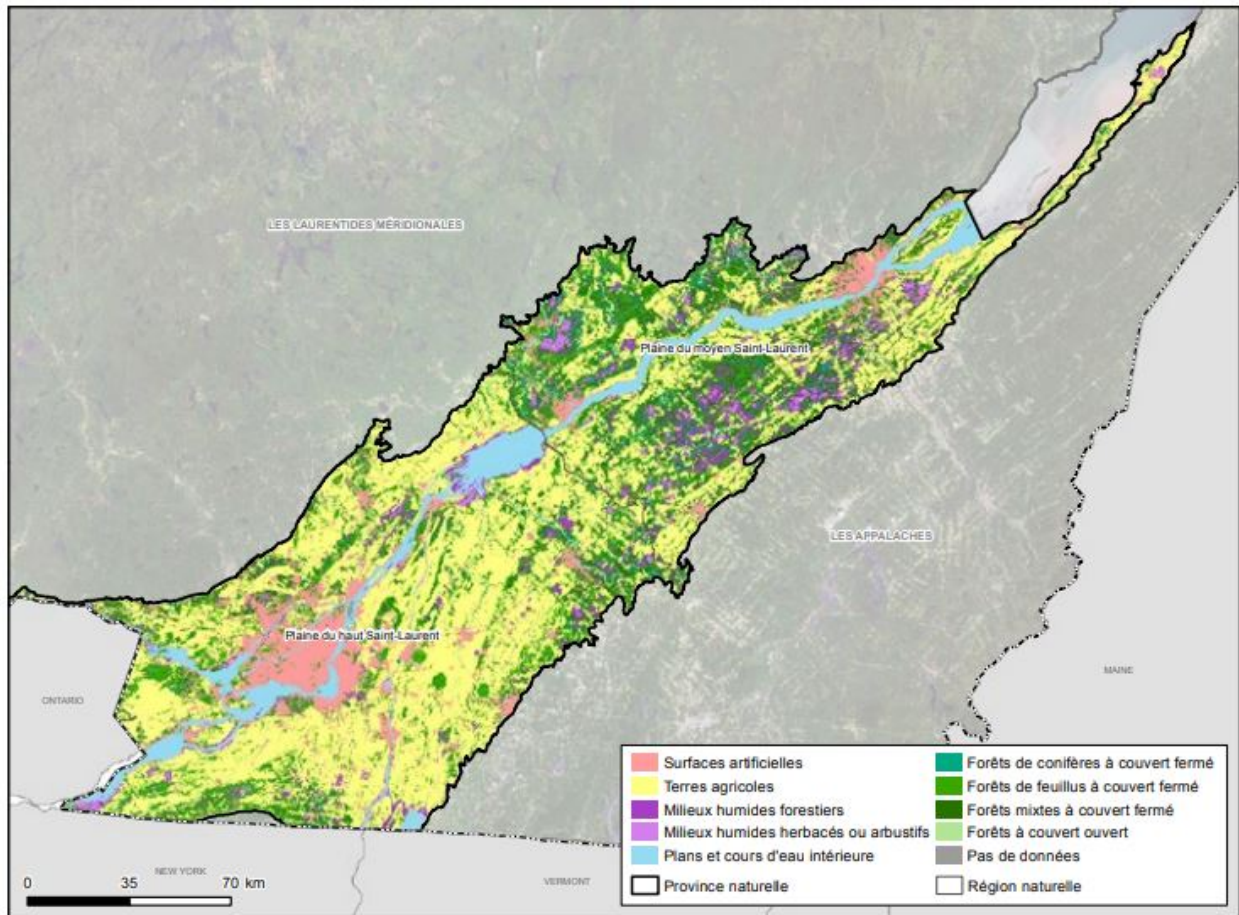 LES LAURENTIDES MÉRIDIONALES
Plaine du moyen Saint-Laurent
LES APPALACHES
Plaine du haut Saint-Laurent
MAINE
ONTARIO
NEW YORK
VERMONT
0 35 70 km
Surfaces artificielles
Terres agricoles
Milieux humides forestiers
Milieux humides herbacés ou arbustifs
Plans et cours d'eau intérieure
Province naturelle
Forêts de conifères à couvert fermé
Forêts de feuillus à couvert fermé
Forêts mixtes à couvert fermé
Forêts à couvert ouvert
Pas de données
Région naturelle